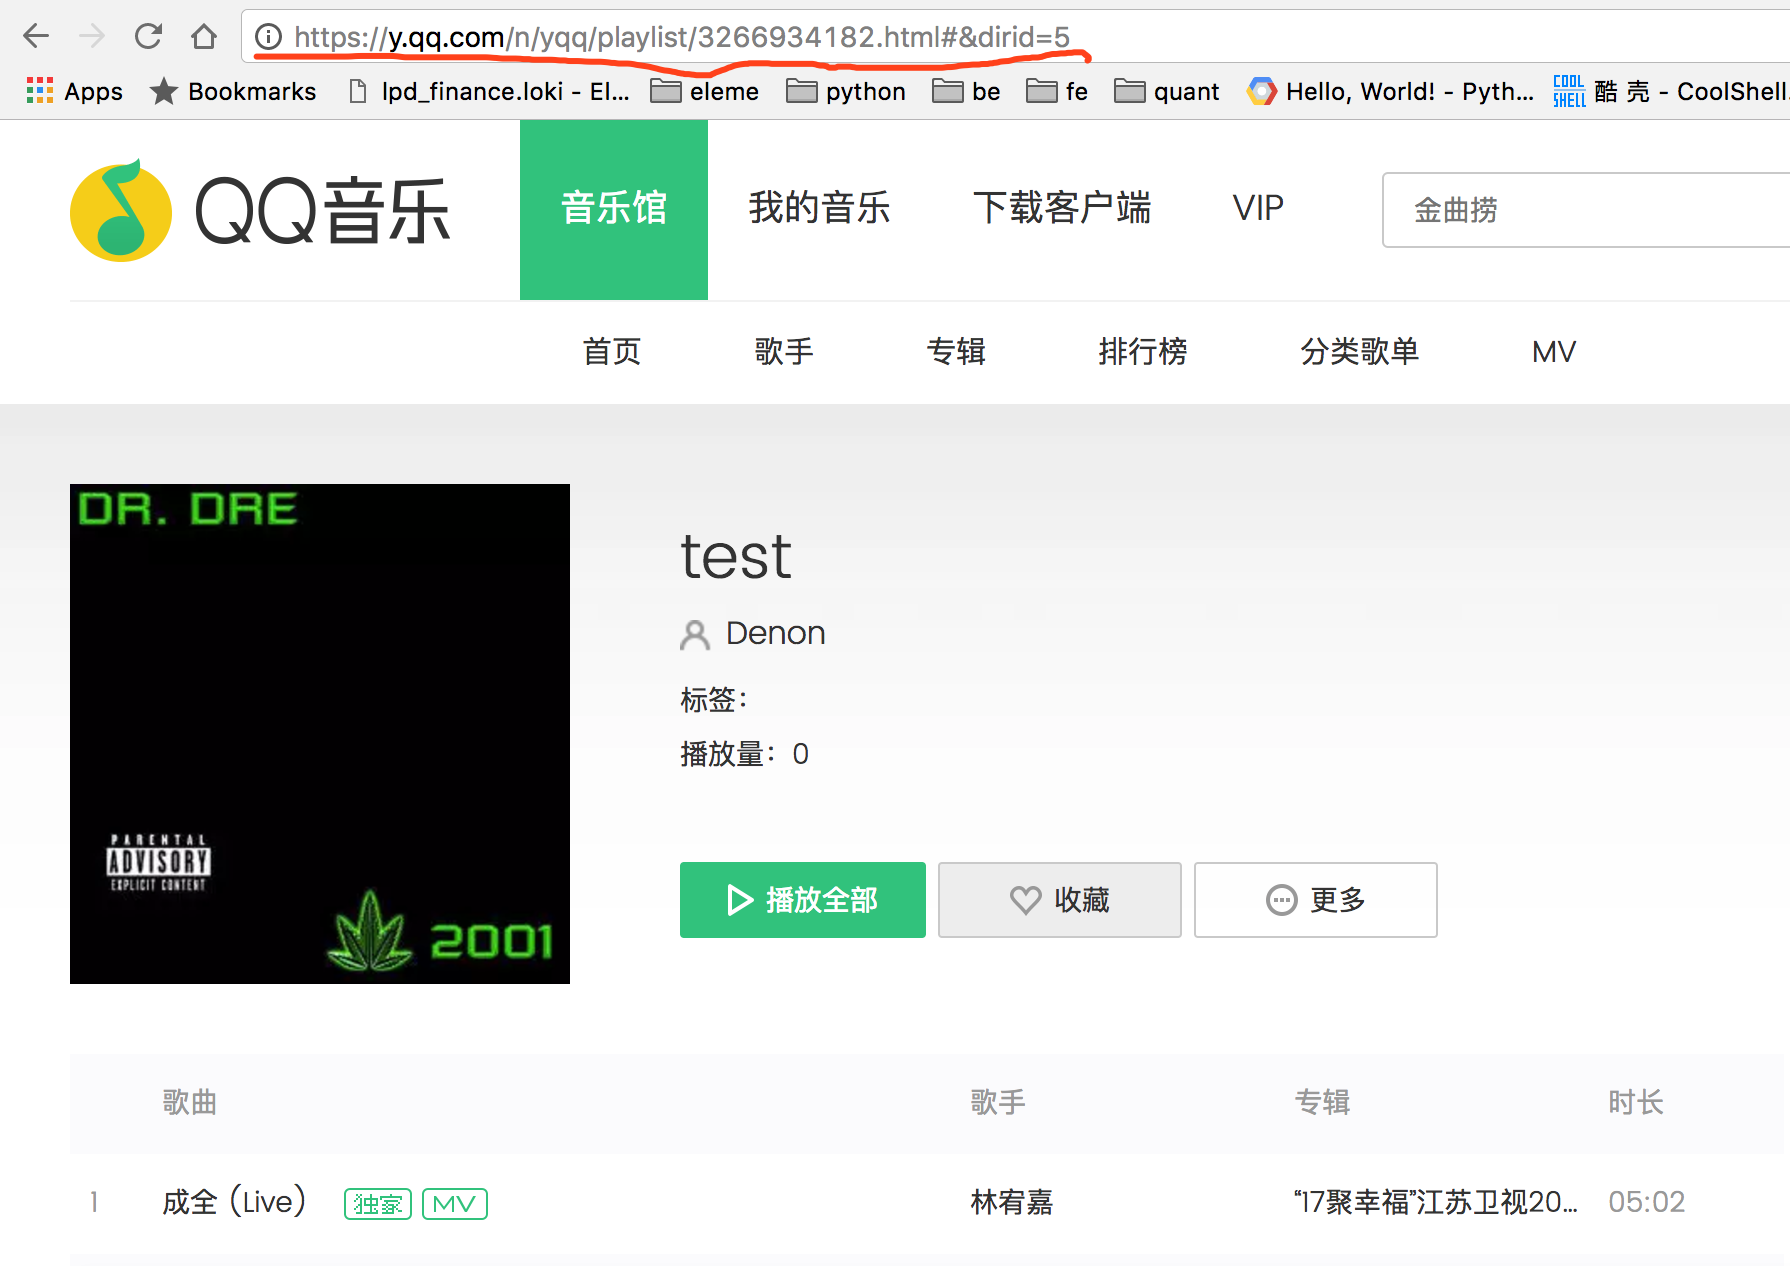 https://y.qq.com/n/yqq/playlist/3266934182.html#&dirid=5
Apps Bookmarks lpd_finance.loki - El... eleme python be fe quant Hello, World! - Pyth... COOL SHELL 酷 壳 - CoolShell
QQ音乐 音乐馆 我的音乐 下载客户端 VIP 金曲捞
首页 歌手 专辑 排行榜 分类歌单 MV
DR. DRE
PARENTAL
ADVISORY
EXPLICIT CONTENT
2001
test
Denon
标签：
播放量：0
播放全部 收藏 更多
歌曲 歌手 专辑 时长
1 成全 (Live) 独家 MV 林宥嘉 “17聚幸福”江苏卫视20... 05:02